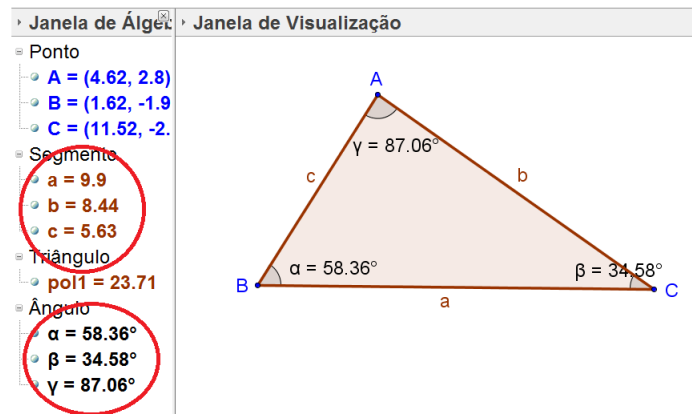 Janela de Álgeb
Ponto
A = (4.62, 2.8)
B = (1.62, -1.9
C = (11.52, -2.
Segmento
a = 9.9
b = 8.44
c = 5.63
Triângulo
pol1 = 23.71
Ângulo
α = 58.36°
β = 34.58°
γ = 87.06°
Janela de Visualização
A
γ = 87.06°
c
b
α = 58.36°
β = 34.58°
B
C
a